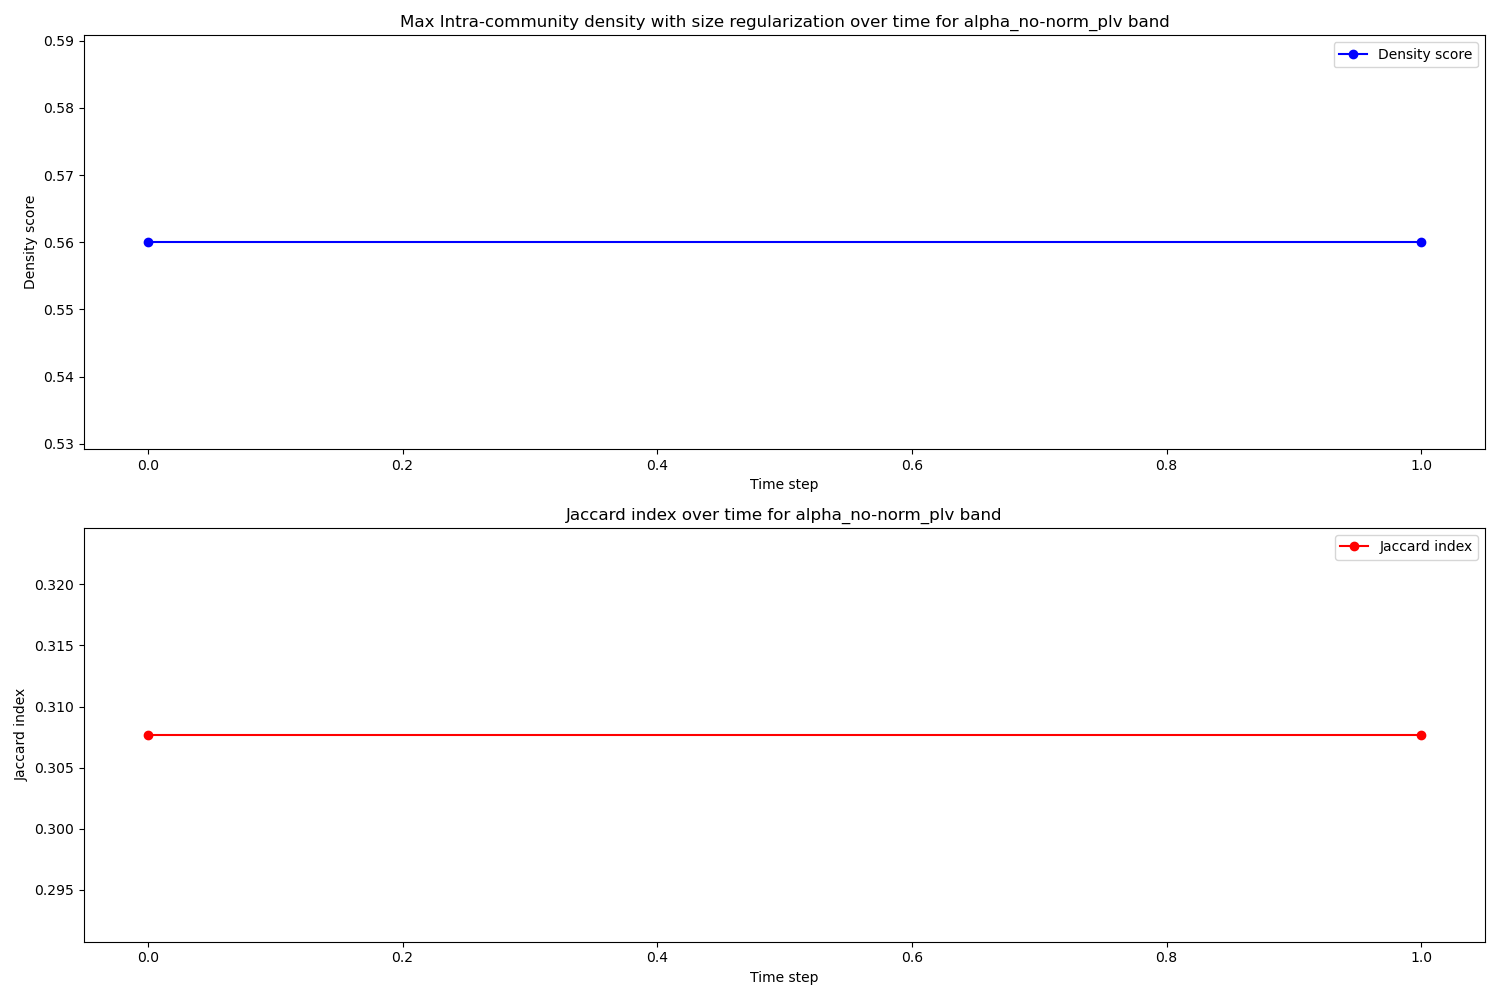 Max Intra-community density with size regularization over time for alpha_no-norm_plv band
Density score
0.59
0.58
0.57
0.56
0.55
0.54
0.53
Density score
0.0 0.2 0.4 0.6 0.8 1.0
Time step
Jaccard index over time for alpha_no-norm_plv band
Jaccard index
0.320
0.315
0.310
0.305
0.300
0.295
Jaccard index
0.0 0.2 0.4 0.6 0.8 1.0
Time step